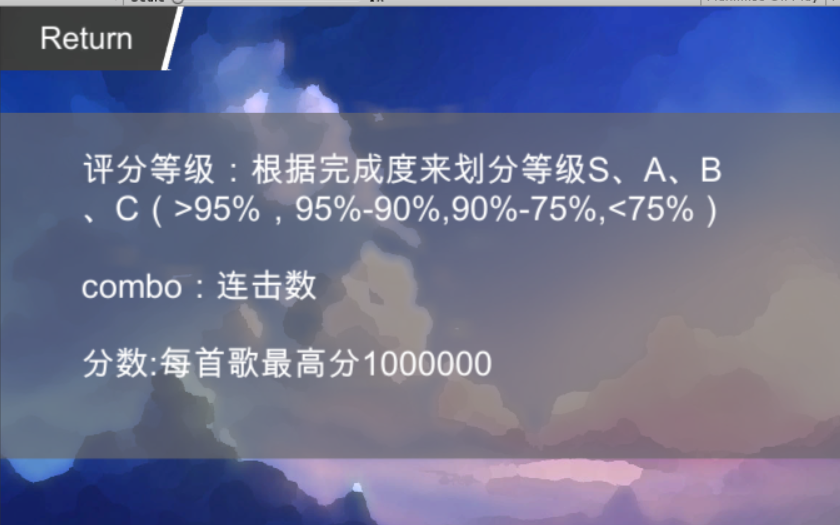 Return
评分等级：根据完成度来划分等级S、A、B
、C（>95%，95%-90%,90%-75%,<75%）
combo：连击数
分数:每首歌最高分1000000